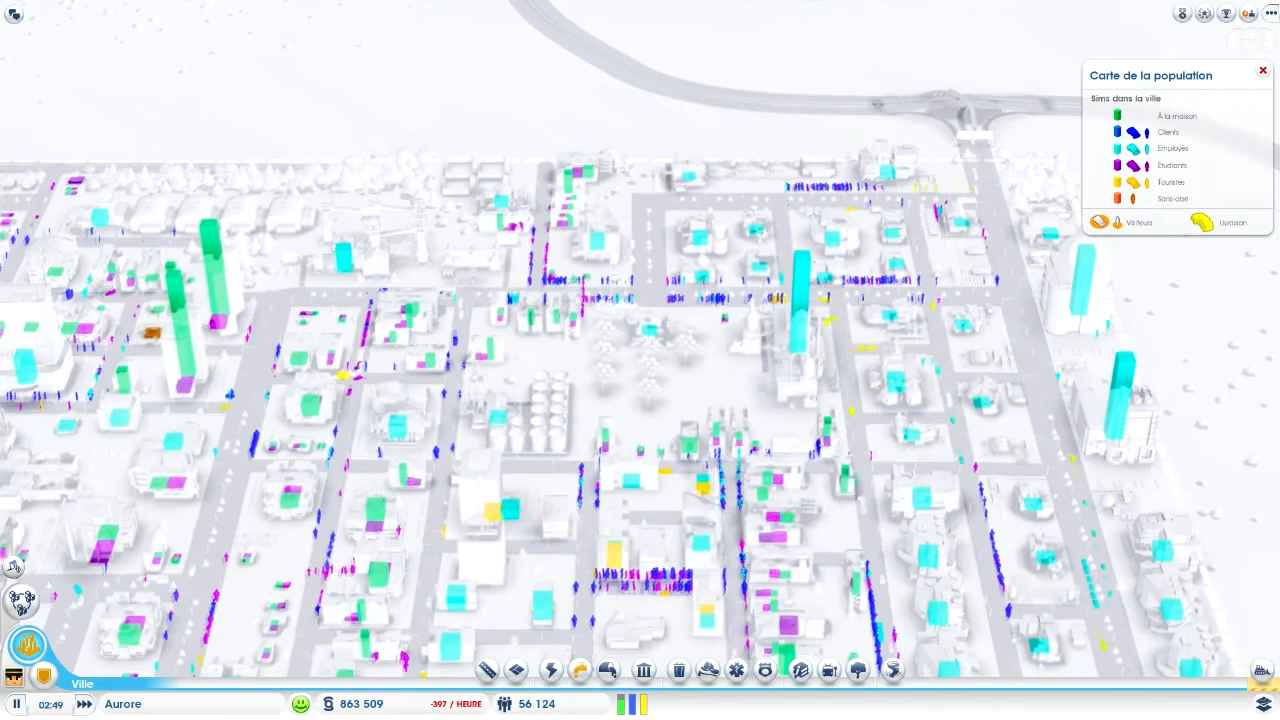 Carte de la population
Sims dans la ville
À la maison
Clients
Employés
Étudiants
Touristes
Sans-abri
Visiteurs
Livraison
Ville
02:49
Aurore
863 509
-397 / HEURE
56 124